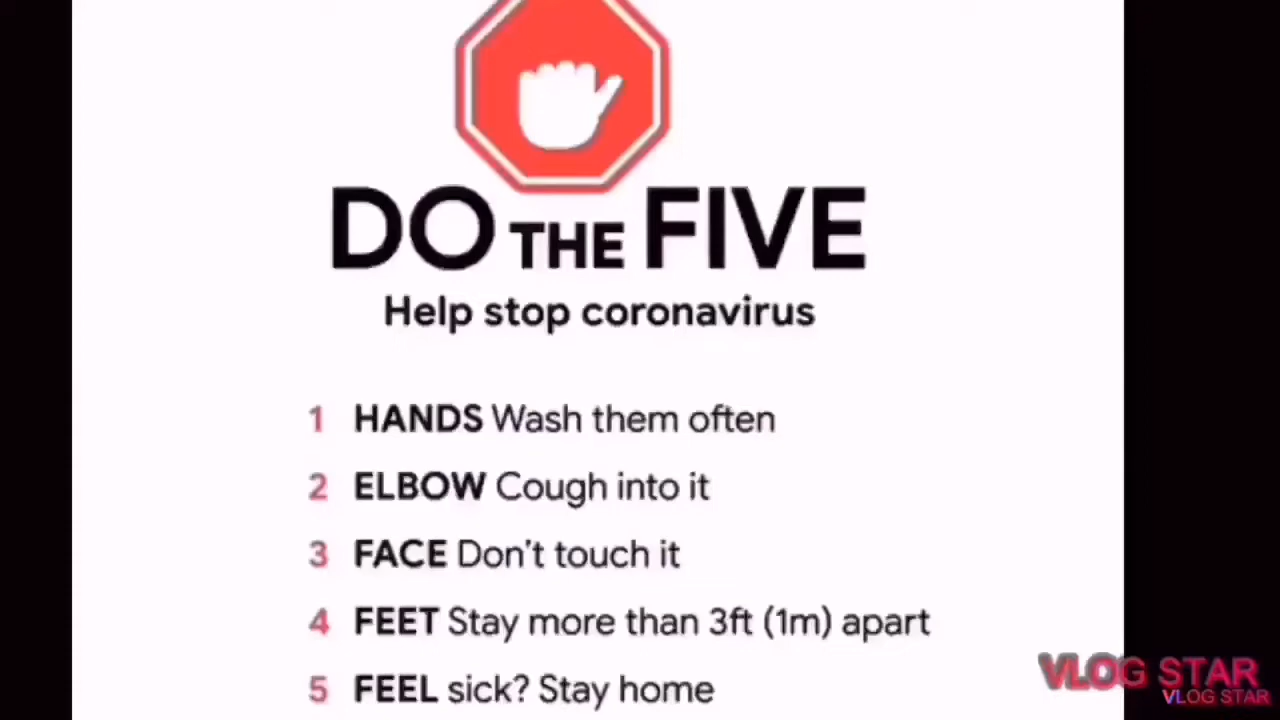 DO THE FIVE
Help stop coronavirus
1 HANDS Wash them often
2 ELBOW Cough into it
3 FACE Don't touch it
4 FEET Stay more than 3ft (1m) apart
5 FEEL sick? Stay home
VLOG STAR
VLOG STAR